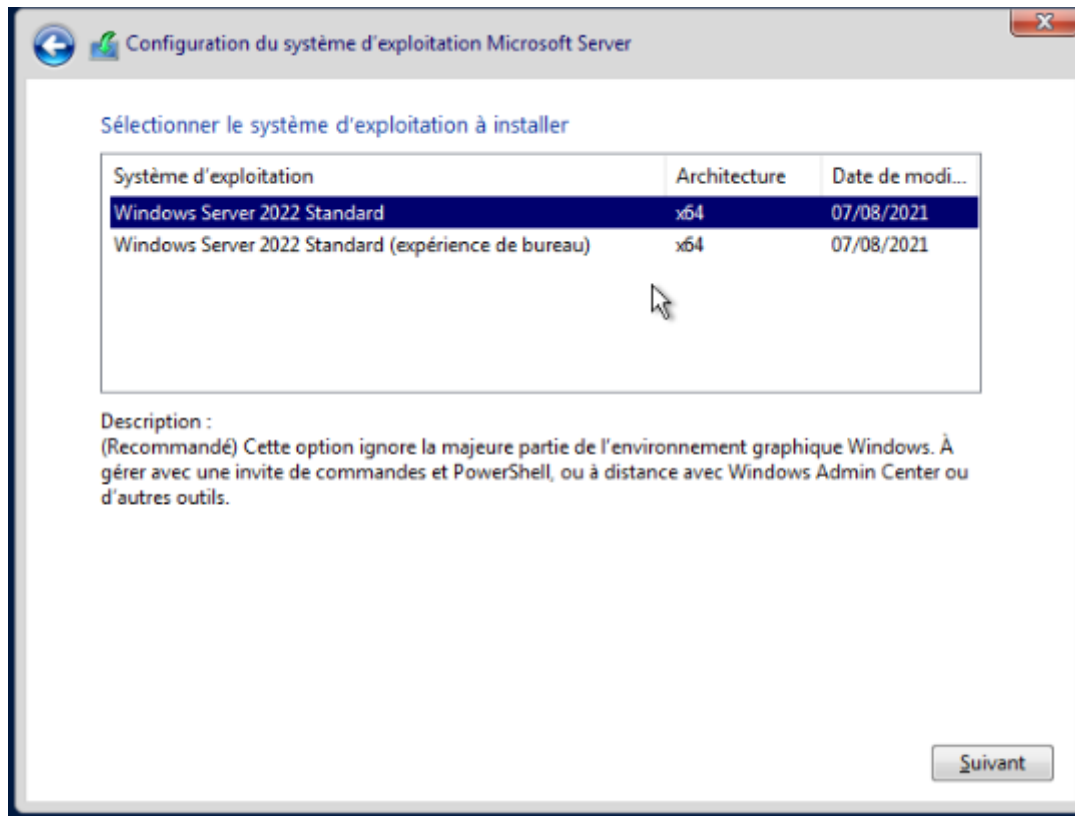 Configuration du système d'exploitation Microsoft Server
Sélectionner le système d'exploitation à installer
Système d'exploitation Architecture Date de modi...
Windows Server 2022 Standard x64 07/08/2021
Windows Server 2022 Standard (expérience de bureau) x64 07/08/2021
Description :
(Recommandé) Cette option ignore la majeure partie de l'environnement graphique Windows. À
gérer avec une invite de commandes et PowerShell, ou à distance avec Windows Admin Center ou
d'autres outils.
Suivant